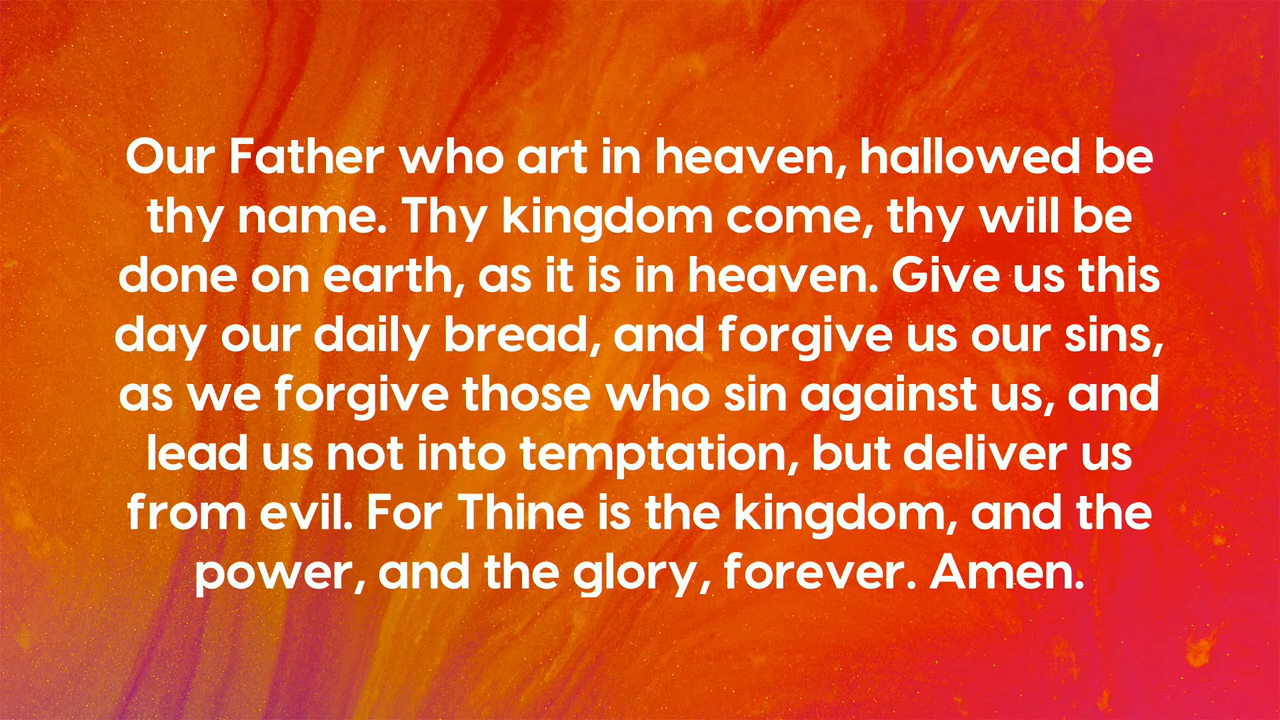 Our Father who art in heaven, hallowed be
thy name. Thy kingdom come, thy will be
done on earth, as it is in heaven. Give us this
day our daily bread, and forgive us our sins,
as we forgive those who sin against us, and
lead us not into temptation, but deliver us
from evil. For Thine is the kingdom, and the
power, and the glory, forever. Amen.